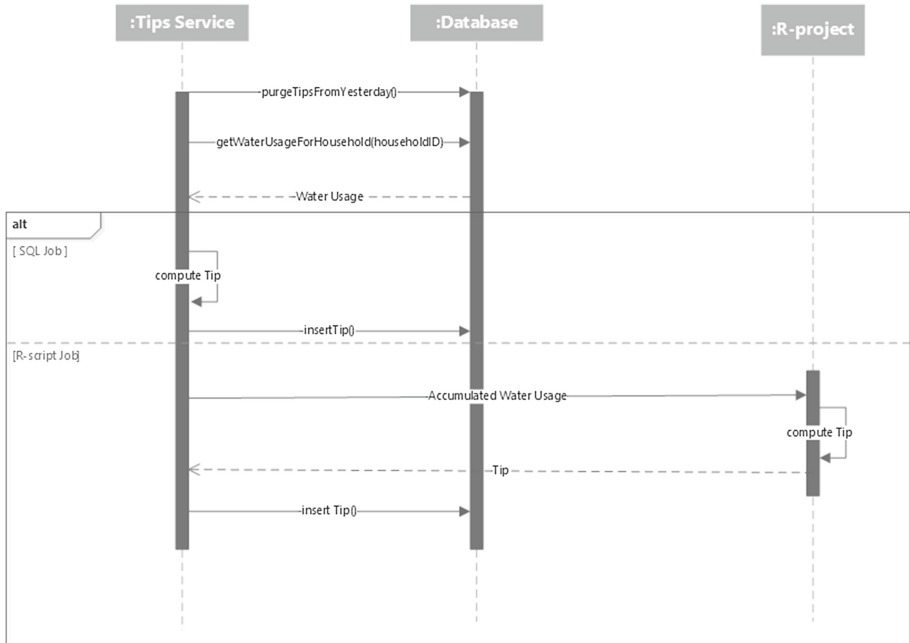 :Tips Service
:Database
:R-project
purgeTipsFromYesterday()
getWaterUsageForHousehold(householdID)
Water Usage
alt
[ SQL Job ]
compute Tip
insertTip()
[R-script Job]
Accumulated Water Usage
compute Tip
Tip
insert Tip()